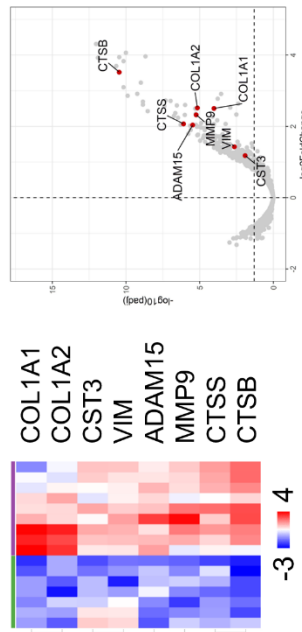 COL1A1
COL1A2
CST3
VIM
ADAM15
MMP9
CTSS
CTSB
-3 4
CTSB
CTSS
COL1A2
ADAM15
COL1A1
MMP9
VIM
CST3
-log10(padj)
15
10
5
0
-2
0
2
4